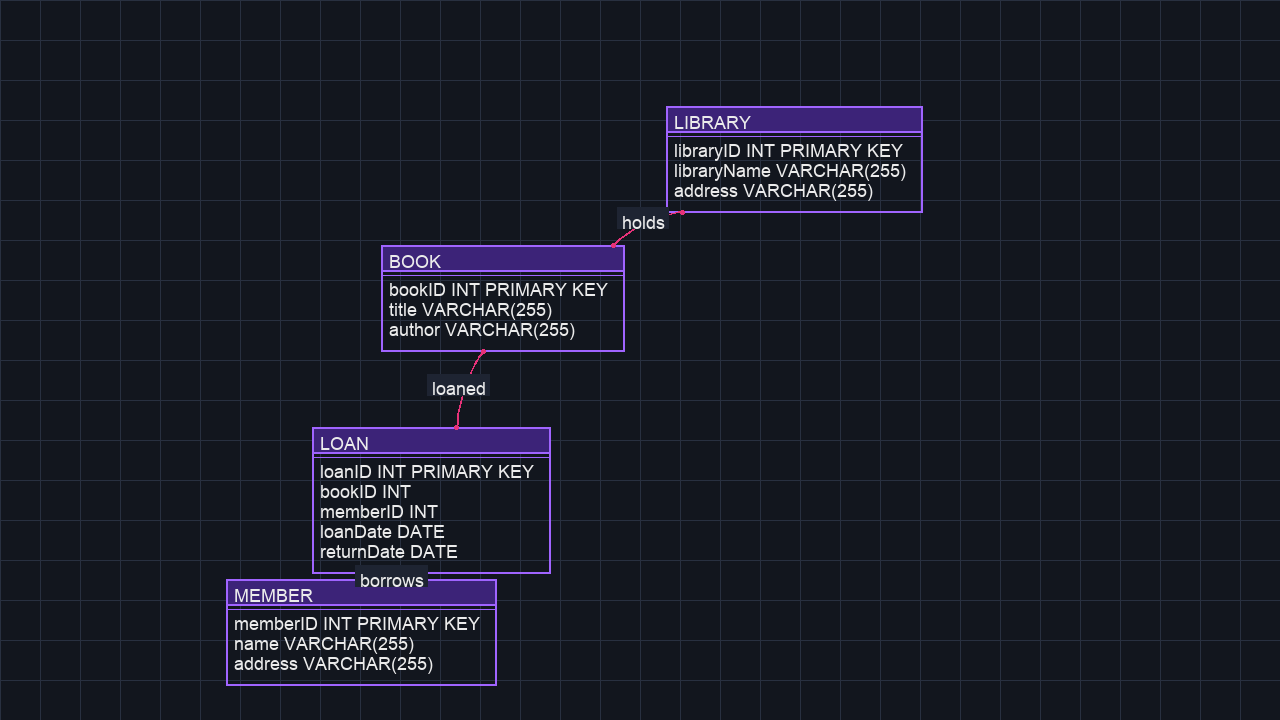 LIBRARY
libraryID INT PRIMARY KEY
libraryName VARCHAR(255)
address VARCHAR(255)
holds
BOOK
bookID INT PRIMARY KEY
title VARCHAR(255)
author VARCHAR(255)
loaned
LOAN
loanID INT PRIMARY KEY
bookID INT
memberID INT
loanDate DATE
returnDate DATE
borrows
MEMBER
memberID INT PRIMARY KEY
name VARCHAR(255)
address VARCHAR(255)